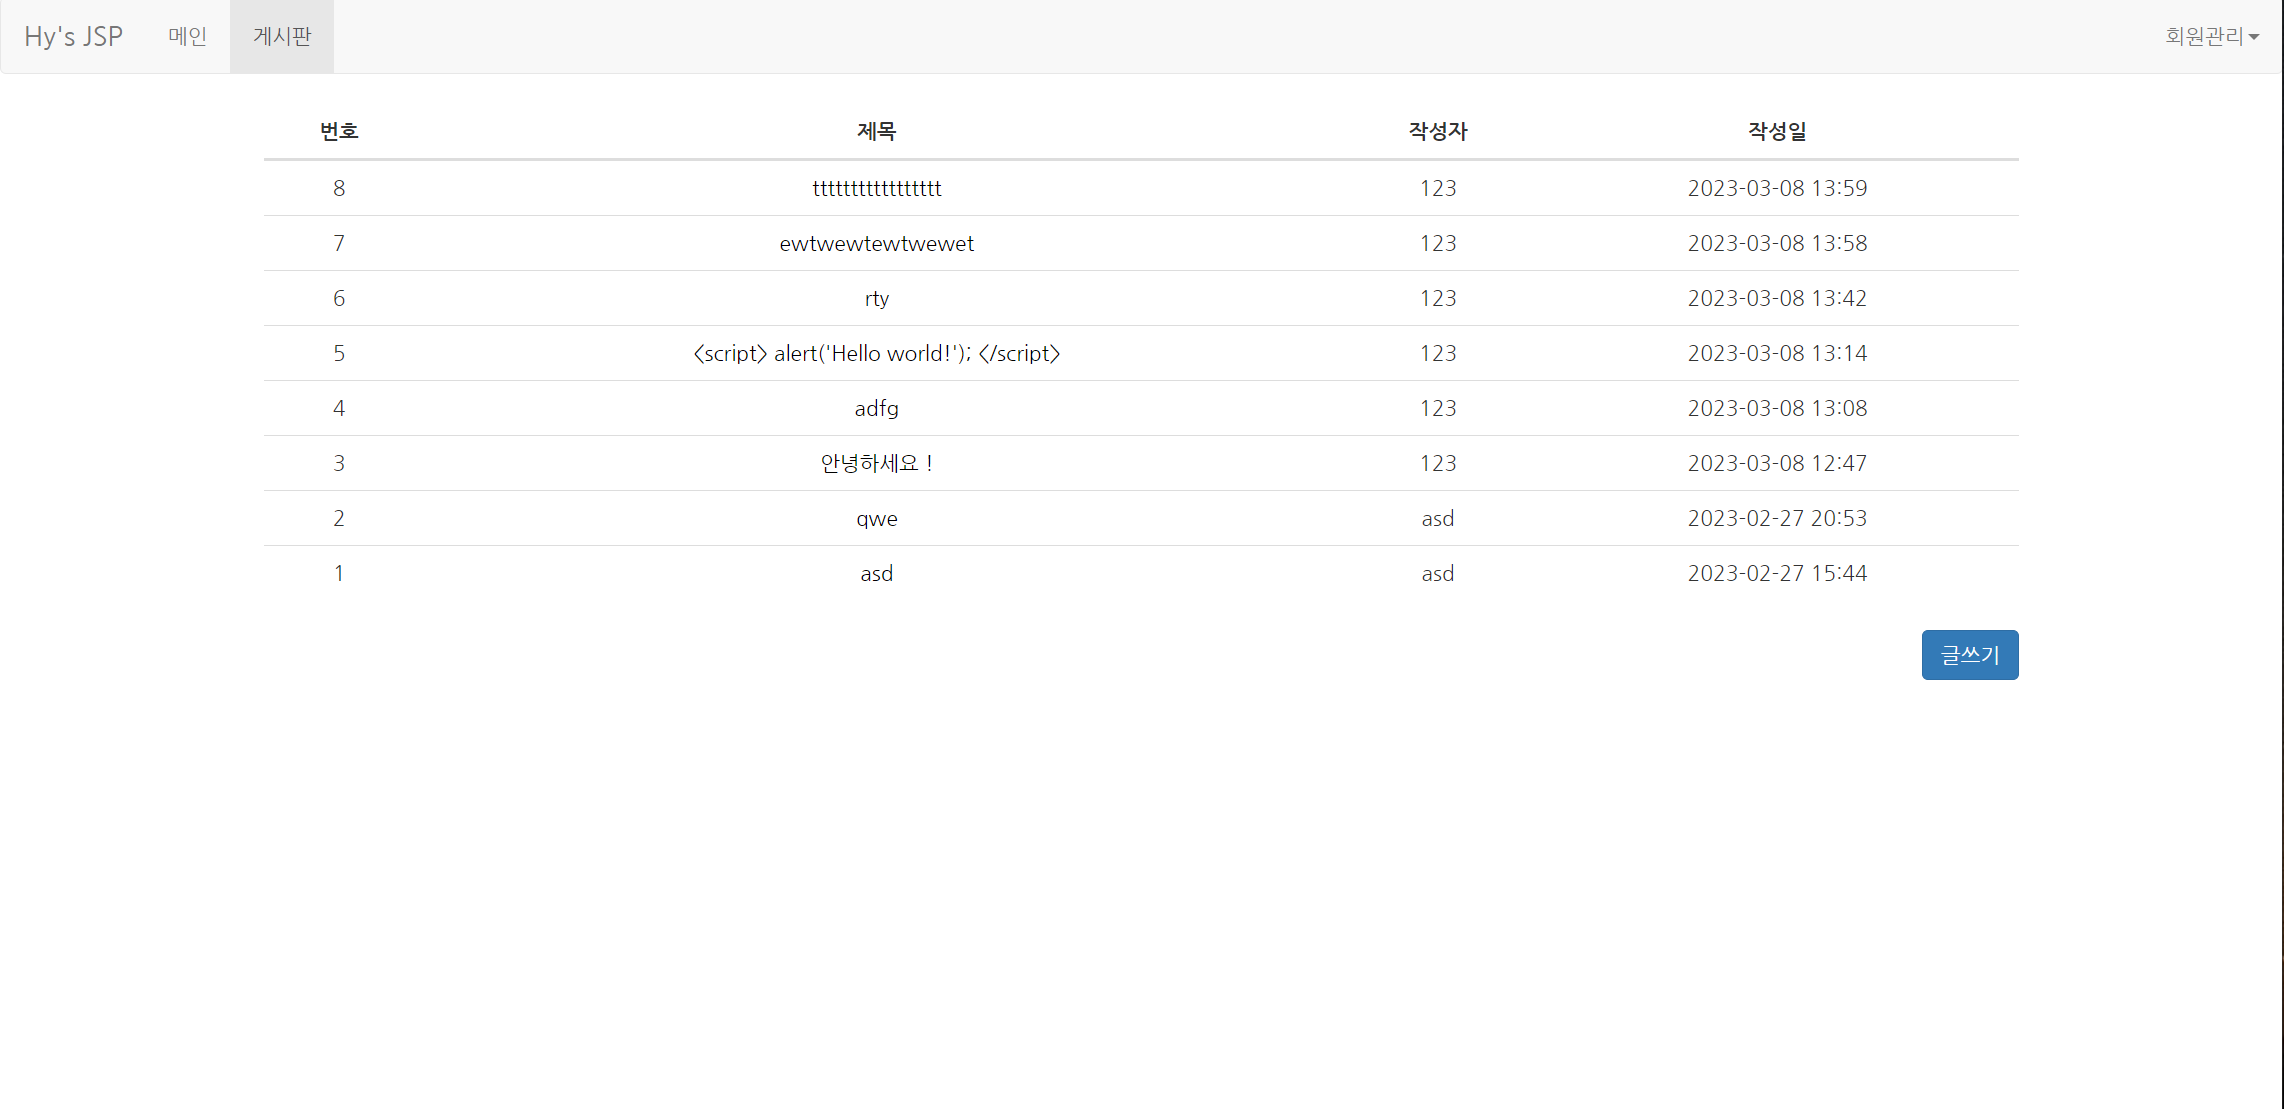 Hy's JSP 메인 게시판 회원관리
번호 제목 작성자 작성일
8 ttttttttttttttttt 123 2023-03-08 13:59
7 ewtwewtewtwewet 123 2023-03-08 13:58
6 rty 123 2023-03-08 13:42
5 <script> alert('Hello world!'); </script> 123 2023-03-08 13:14
4 adfg 123 2023-03-08 13:08
3 안녕하세요 ! 123 2023-03-08 12:47
2 qwe asd 2023-02-27 20:53
1 asd asd 2023-02-27 15:44
글쓰기